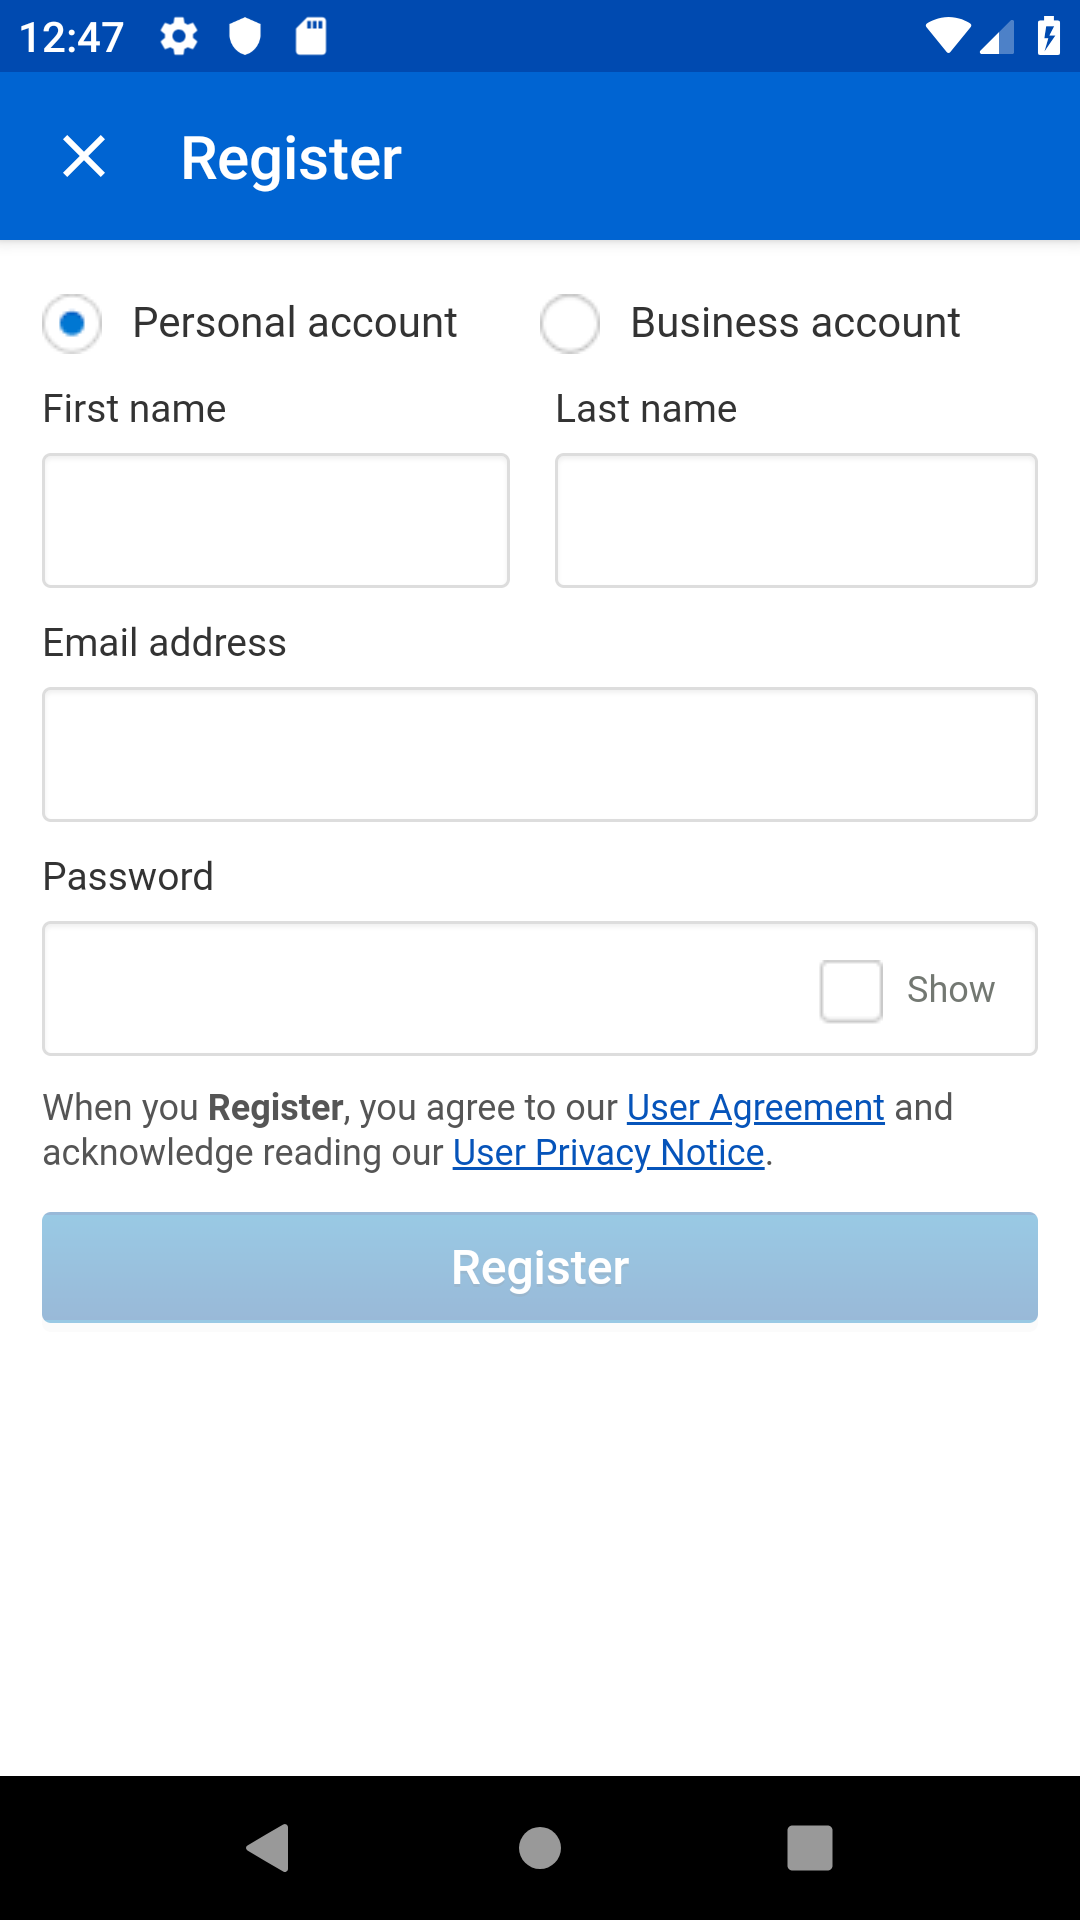 12:47
Register
Personal account Business account
First name Last name
Email address
Password
Show
When you Register, you agree to our User Agreement and
acknowledge reading our User Privacy Notice.
Register